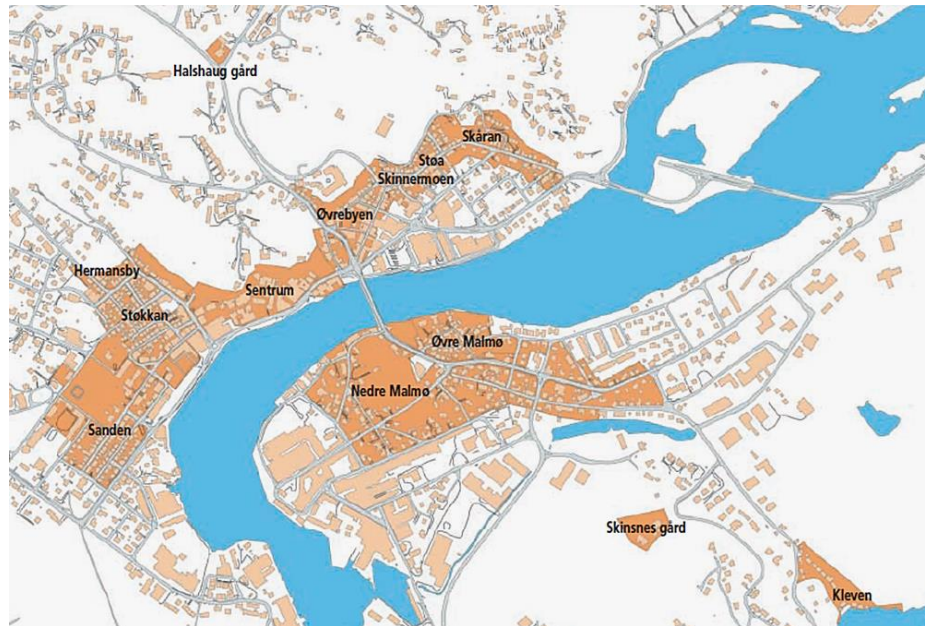 Halshaug gård
Skåran
Støa
Skinnermoen
Øvrebyen
Hermansby
Sentrum
Støkkan
Øvre Malmø
Nedre Malmø
Sanden
Skinsnes gård
Kleven